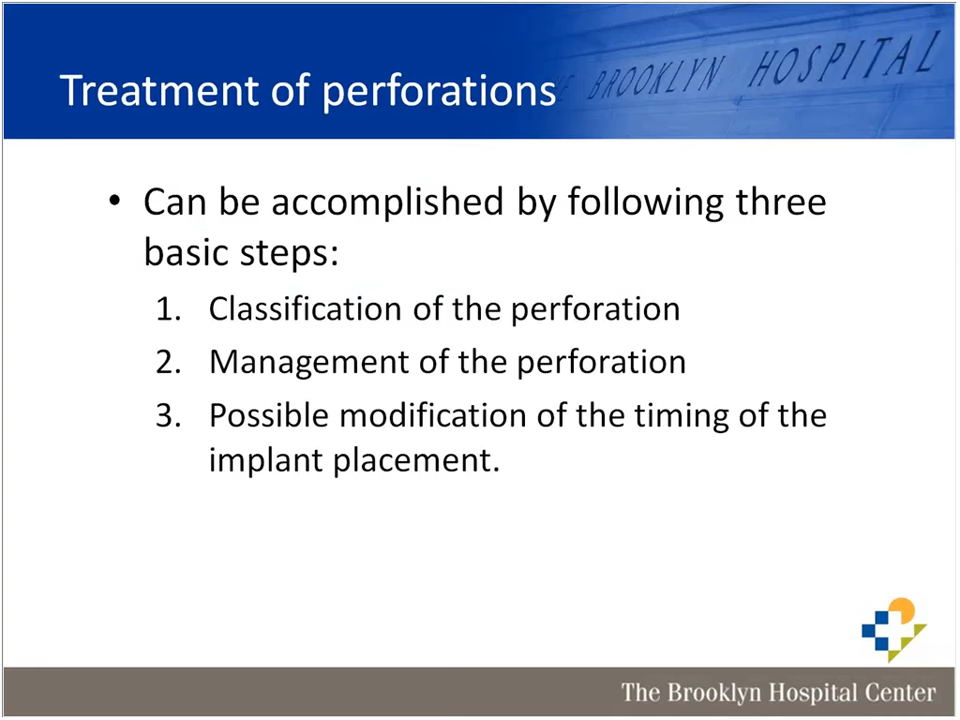 Treatment of perforations
BROOKLYN HOSPITAL
• Can be accomplished by following three
basic steps:
1. Classification of the perforation
2. Management of the perforation
3. Possible modification of the timing of the
implant placement.
The Brooklyn Hospital Center